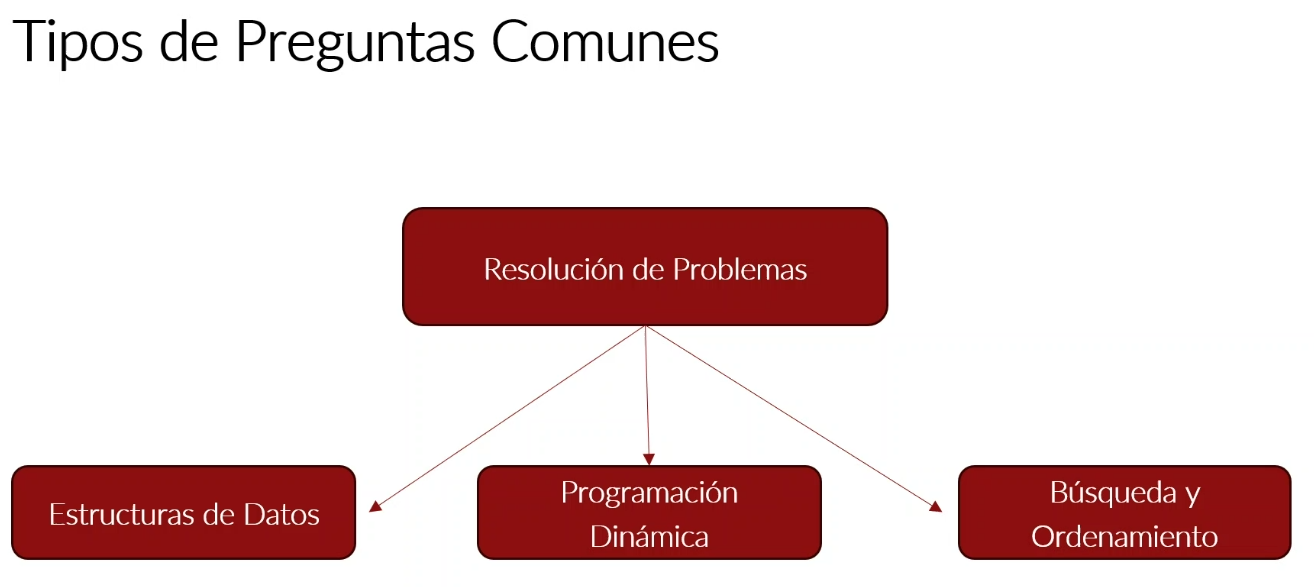 Tipos de Preguntas Comunes
Resolución de Problemas
Estructuras de Datos
Programación
Dinámica
Búsqueda y
Ordenamiento